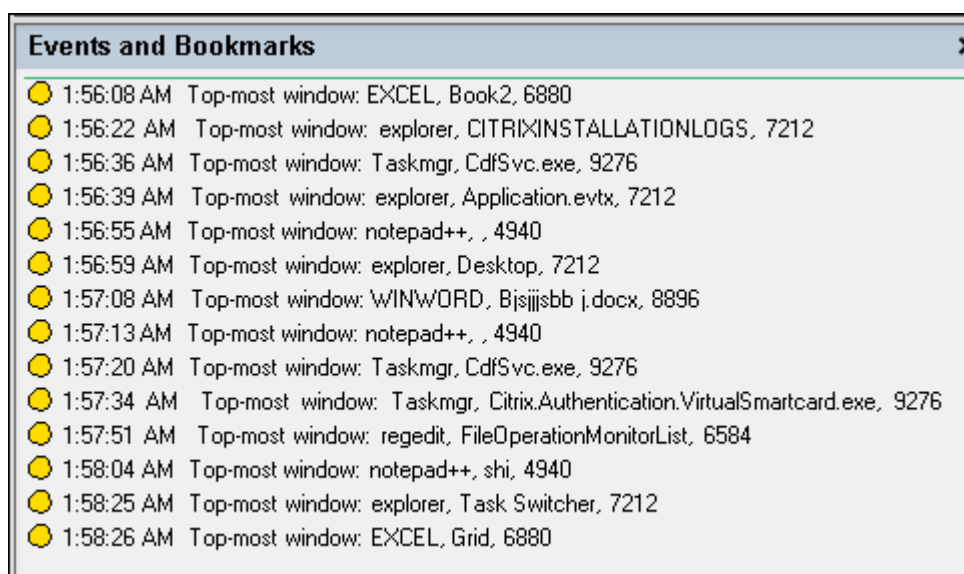 Events and Bookmarks
1:56:08 AM Top-most window: EXCEL, Book2, 6880
1:56:22 AM Top-most window: explorer, CITRIXINSTALLATIONLOGS, 7212
1:56:36 AM Top-most window: Taskmgr, CdfSvc.exe, 9276
1:56:39 AM Top-most window: explorer, Application.evtx, 7212
1:56:55 AM Top-most window: notepad++, , 4940
1:56:59 AM Top-most window: explorer, Desktop, 7212
1:57:08 AM Top-most window: WINWORD, Bjsjjjsbb j.docx, 8896
1:57:13 AM Top-most window: notepad++, , 4940
1:57:20 AM Top-most window: Taskmgr, CdfSvc.exe, 9276
1:57:34 AM Top-most window: Taskmgr, Citrix.Authentication.VirtualSmartcard.exe, 9276
1:57:51 AM Top-most window: regedit, FileOperationMonitorList, 6584
1:58:04 AM Top-most window: notepad++, shi, 4940
1:58:25 AM Top-most window: explorer, Task Switcher, 7212
1:58:26 AM Top-most window: EXCEL, Grid, 6880